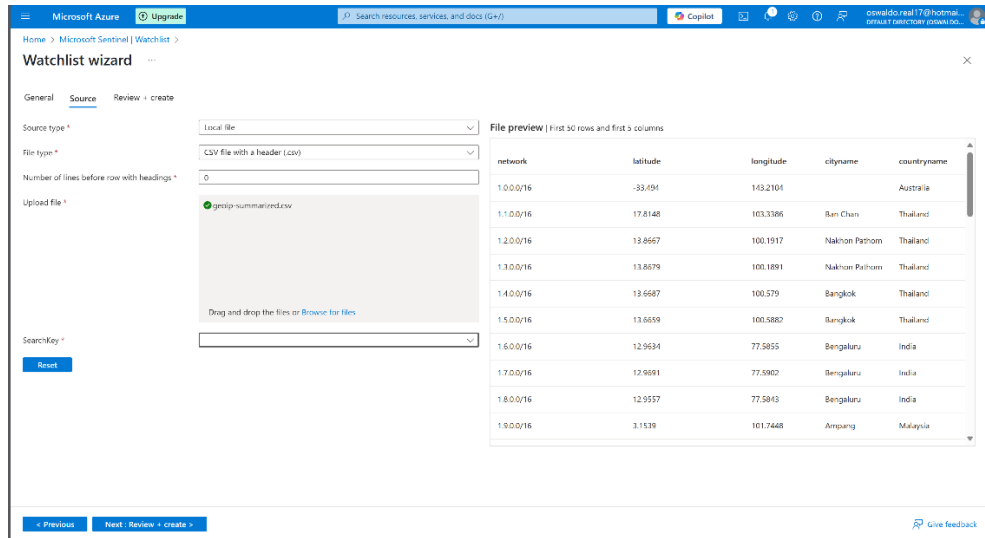 Microsoft Azure
Upgrade
Search resources, services, and docs (G+/)
Copilot
oswaldo.real17@hotmai...
DEFAULT DIRECTORY (OSWALDO...
Home > Microsoft Sentinel | Watchlist >
Watchlist wizard ...
General Source Review + create
Source type *
Local file
File type *
CSV file with a header (.csv)
Number of lines before row with headings *
0
Upload file *
geoip-summarized.csv
Drag and drop the files or Browse for files
SearchKey *
Reset
File preview | First 50 rows and first 5 columns
network latitude longitude cityname countryname
1.0.0.0/16 -33.494 143.2104 Australia
1.1.0.0/16 17.8148 103.3386 Ban Chan Thailand
1.2.0.0/16 13.8667 100.1917 Nakhon Pathom Thailand
1.3.0.0/16 13.8679 100.1891 Nakhon Pathom Thailand
1.4.0.0/16 13.6687 100.579 Bangkok Thailand
1.5.0.0/16 13.6659 100.5882 Bangkok Thailand
1.6.0.0/16 12.9634 77.5855 Bengaluru India
1.7.0.0/16 12.9691 77.5902 Bengaluru India
1.8.0.0/16 12.9557 77.5843 Bengaluru India
1.9.0.0/16 3.1539 101.7448 Ampang Malaysia
< Previous
Next : Review + create >
Give feedback